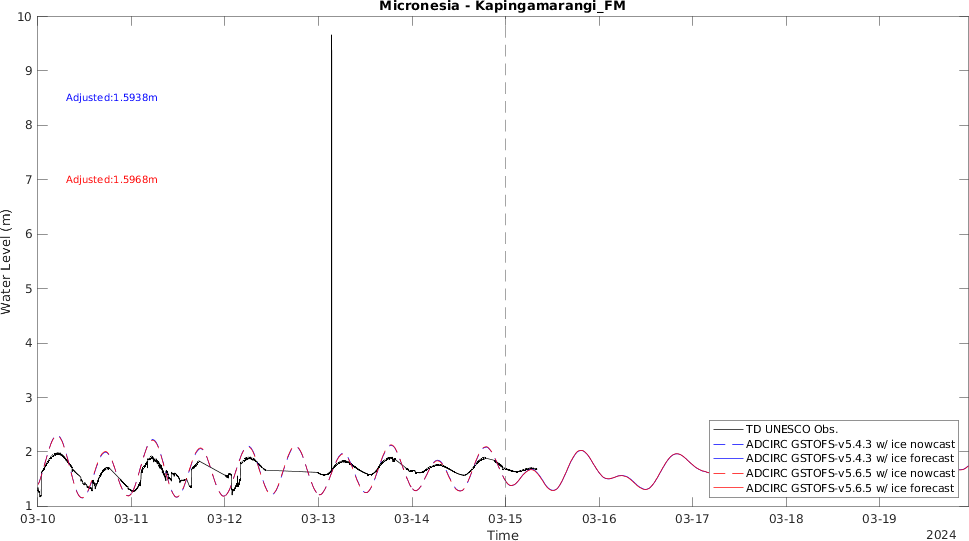 Micronesia - Kapingamarangi_FM
10
9
8
7
6
5
4
3
2
1
Water Level (m)
Adjusted:1.5938m
Adjusted:1.5968m
TD UNESCO Obs.
ADCIRC GSTOFS-v5.4.3 w/ ice nowcast
ADCIRC GSTOFS-v5.4.3 w/ ice forecast
ADCIRC GSTOFS-v5.6.5 w/ ice nowcast
ADCIRC GSTOFS-v5.6.5 w/ ice forecast
03-10 03-11 03-12 03-13 03-14 03-15 03-16 03-17 03-18 03-19
Time
2024